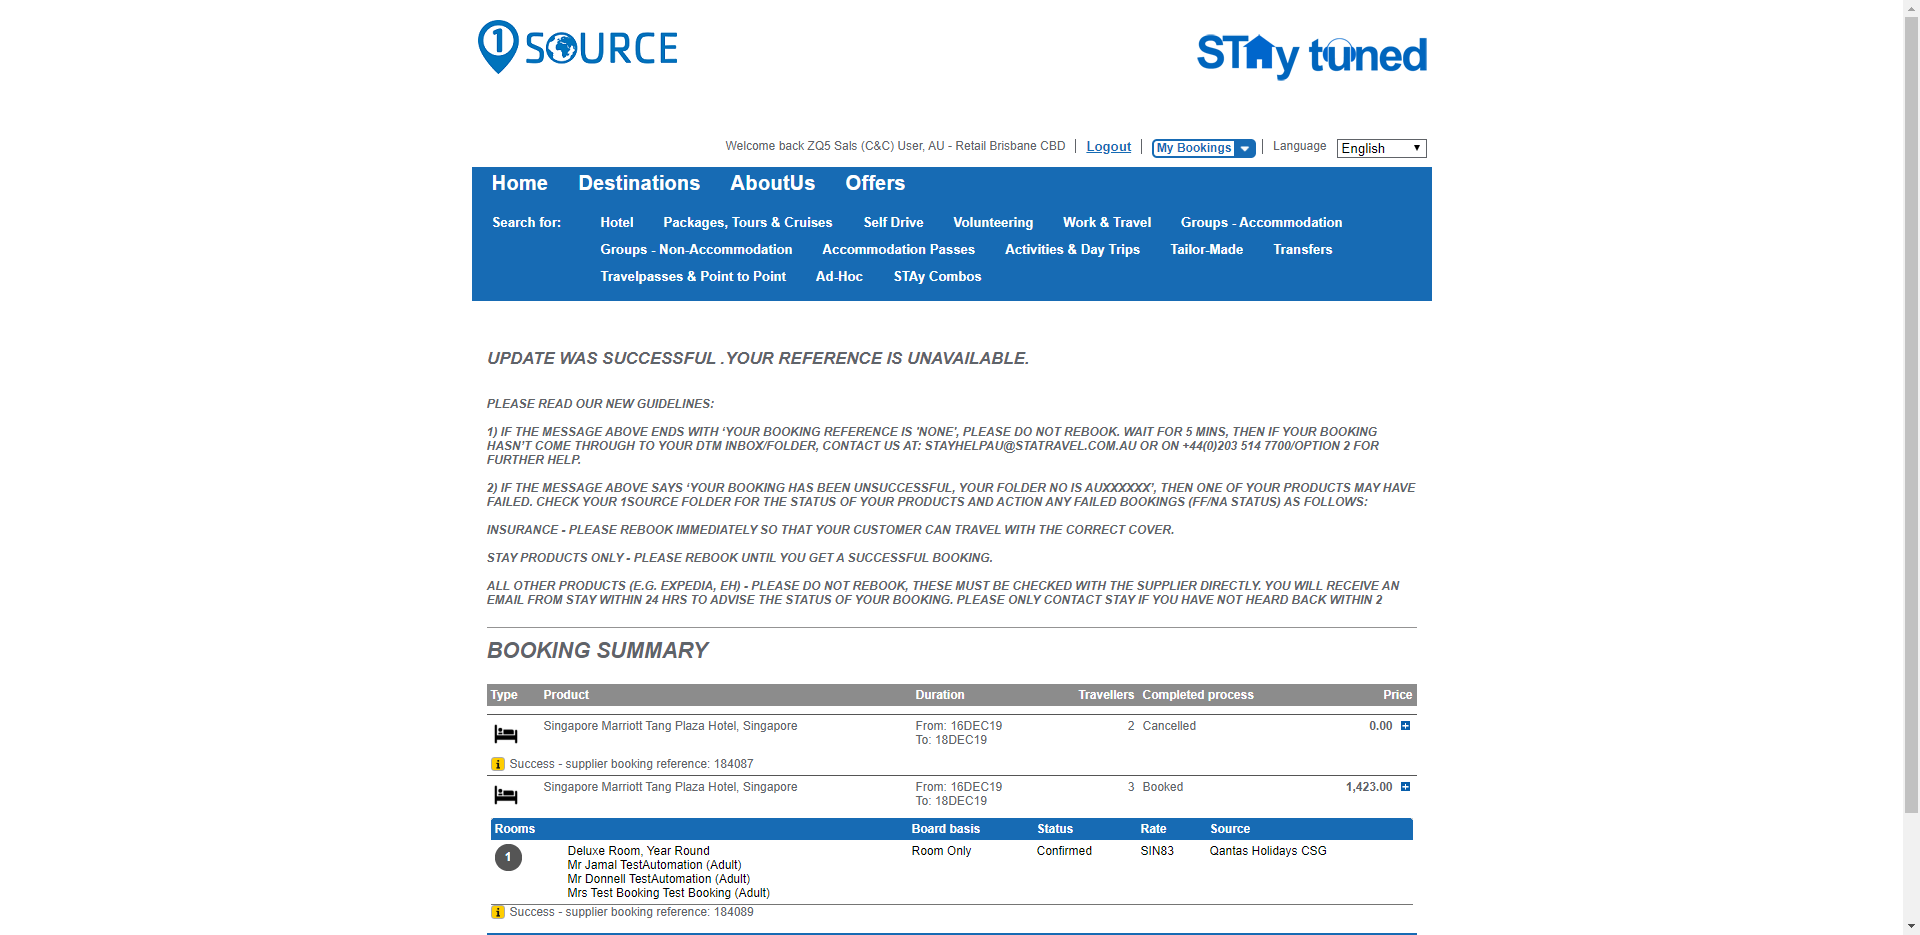 1 SOURCE
STAy tuned
Welcome back ZQ5 Sals (C&C) User, AU - Retail Brisbane CBD
Logout
My Bookings
Language
English
Home Destinations AboutUs Offers
Search for: Hotel Packages, Tours & Cruises Self Drive Volunteering Work & Travel Groups - Accommodation
Groups - Non-Accommodation Accommodation Passes Activities & Day Trips Tailor-Made Transfers
Travelpasses & Point to Point Ad-Hoc STAy Combos
UPDATE WAS SUCCESSFUL .YOUR REFERENCE IS UNAVAILABLE.
PLEASE READ OUR NEW GUIDELINES:
1) IF THE MESSAGE ABOVE ENDS WITH ‘YOUR BOOKING REFERENCE IS 'NONE', PLEASE DO NOT REBOOK. WAIT FOR 5 MINS, THEN IF YOUR BOOKING
HASN’T COME THROUGH TO YOUR DTM INBOX/FOLDER, CONTACT US AT: STAYHELPAU@STATRAVEL.COM.AU OR ON +44(0)203 514 7700/OPTION 2 FOR
FURTHER HELP.
2) IF THE MESSAGE ABOVE SAYS ‘YOUR BOOKING HAS BEEN UNSUCCESSFUL, YOUR FOLDER NO IS AUXXXXXX’, THEN ONE OF YOUR PRODUCTS MAY HAVE
FAILED. CHECK YOUR 1SOURCE FOLDER FOR THE STATUS OF YOUR PRODUCTS AND ACTION ANY FAILED BOOKINGS (FF/NA STATUS) AS FOLLOWS:
INSURANCE - PLEASE REBOOK IMMEDIATELY SO THAT YOUR CUSTOMER CAN TRAVEL WITH THE CORRECT COVER.
STAY PRODUCTS ONLY - PLEASE REBOOK UNTIL YOU GET A SUCCESSFUL BOOKING.
ALL OTHER PRODUCTS (E.G. EXPEDIA, EH) - PLEASE DO NOT REBOOK, THESE MUST BE CHECKED WITH THE SUPPLIER DIRECTLY. YOU WILL RECEIVE AN
EMAIL FROM STAY WITHIN 24 HRS TO ADVISE THE STATUS OF YOUR BOOKING. PLEASE ONLY CONTACT STAY IF YOU HAVE NOT HEARD BACK WITHIN 2
BOOKING SUMMARY
Type Product Duration Travellers Completed process Price
Singapore Marriott Tang Plaza Hotel, Singapore From: 16DEC19 2 Cancelled 0.00
To: 18DEC19
Success - supplier booking reference: 184087
Singapore Marriott Tang Plaza Hotel, Singapore From: 16DEC19 3 Booked 1,423.00
To: 18DEC19
Rooms Board basis Status Rate Source
1 Deluxe Room, Year Round Room Only Confirmed SIN83 Qantas Holidays CSG
Mr Jamal TestAutomation (Adult)
Mr Donnell TestAutomation (Adult)
Mrs Test Booking Test Booking (Adult)
Success - supplier booking reference: 184089